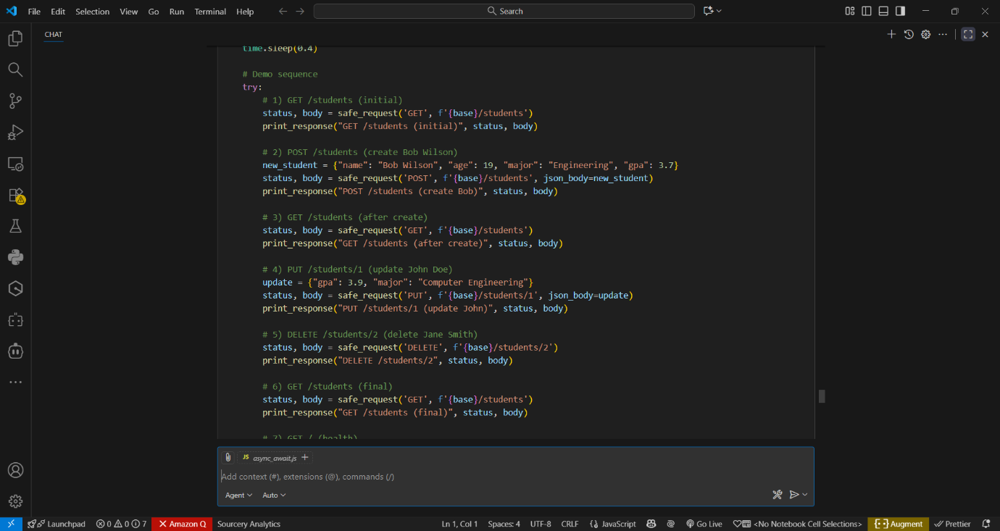 File Edit Selection View Go Run Terminal Help
Search
CHAT
time.sleep(0.4)
# Demo sequence
try:
# 1) GET /students (initial)
status, body = safe_request('GET', f'{base}/students')
print_response("GET /students (initial)", status, body)
# 2) POST /students (create Bob Wilson)
new_student = {"name": "Bob Wilson", "age": 19, "major": "Engineering", "gpa": 3.7}
status, body = safe_request('POST', f'{base}/students', json_body=new_student)
print_response("POST /students (create Bob)", status, body)
# 3) GET /students (after create)
status, body = safe_request('GET', f'{base}/students')
print_response("GET /students (after create)", status, body)
# 4) PUT /students/1 (update John Doe)
update = {"gpa": 3.9, "major": "Computer Engineering"}
status, body = safe_request('PUT', f'{base}/students/1', json_body=update)
print_response("PUT /students/1 (update John)", status, body)
# 5) DELETE /students/2 (delete Jane Smith)
status, body = safe_request('DELETE', f'{base}/students/2')
print_response("DELETE /students/2", status, body)
# 6) GET /students (final)
status, body = safe_request('GET', f'{base}/students')
print_response("GET /students (final)", status, body)
# 7) GET / (health)
JS async_await.js
Add context (#), extensions (@), commands (/)
Agent Auto
Launchpad 0 0 7 Amazon Q Sourcery Analytics Ln 1, Col 1 Spaces: 4 UTF-8 CRLF JavaScript Go Live <No Notebook Cell Selections> Augment Prettier